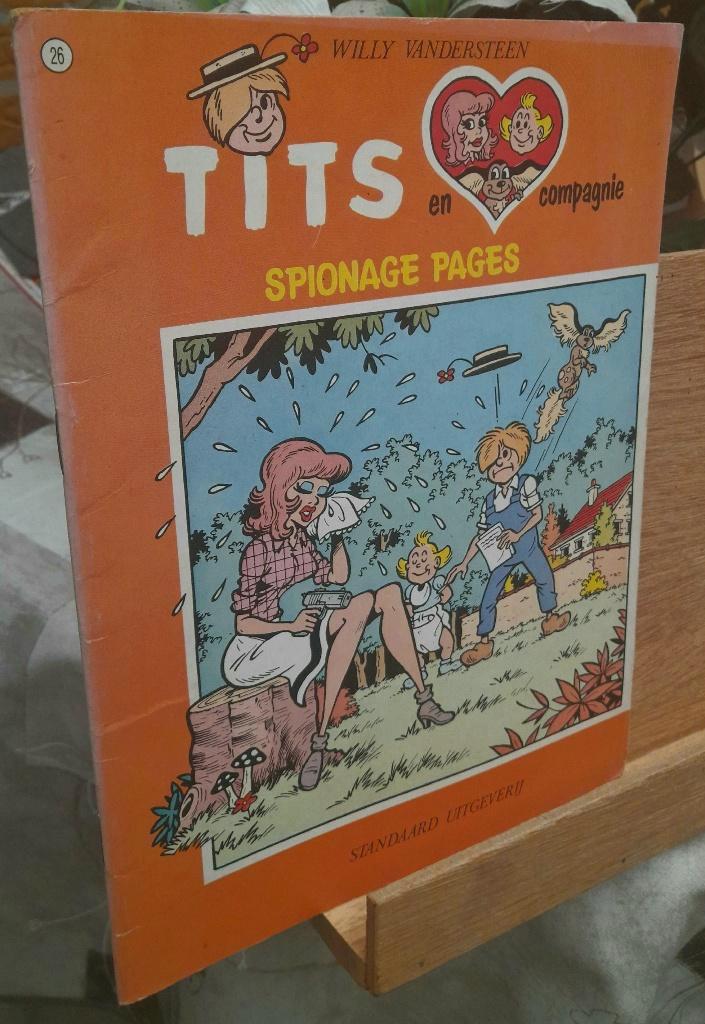 26
WILLY VANDERSTEEN
TITS
en compagnie
SPIONAGE PAGES
STANDAARD UITGEVERIJ